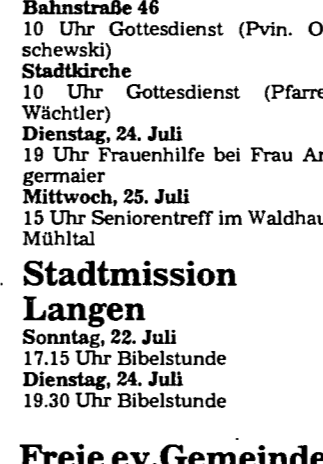 Bahnstraße 46
10 Uhr Gottesdienst (Pvin. O
schewski)
Stadtkirche
10 Uhr Gottesdienst (Pfarre
Wächtler)
Dienstag, 24. Juli
19 Uhr Frauenhilfe bei Frau An
germaier
Mittwoch, 25. Juli
15 Uhr Seniorentreff im Waldhau
Mühltal
Stadtmission
Langen
Sonntag, 22. Juli
17.15 Uhr Bibelstunde
Dienstag, 24. Juli
19.30 Uhr Bibelstunde
Freie ev. Gemeinde